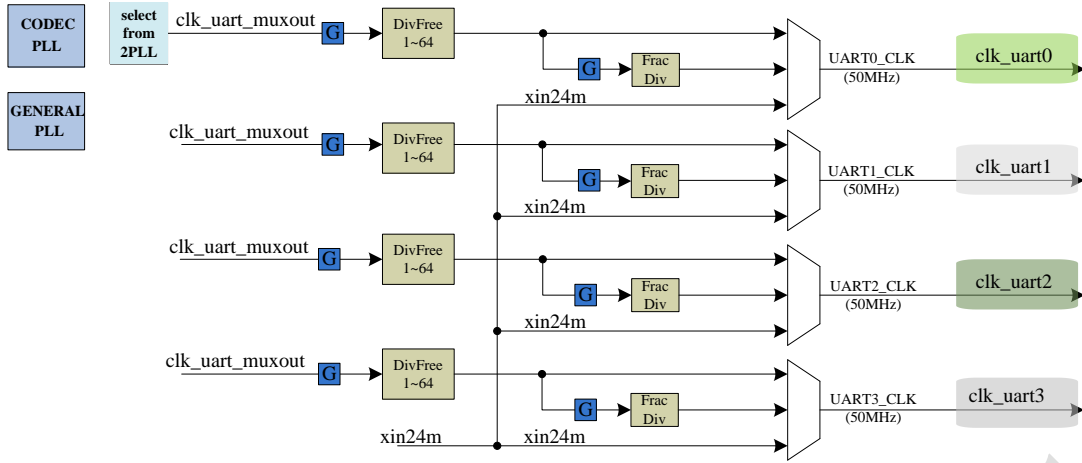 CODEC
PLL
GENERAL
PLL
select
from
2PLL
clk_uart_muxout
G
DivFree
1~64
G
Frac
Div
xin24m
UART0_CLK
(50MHz)
clk_uart0
clk_uart_muxout
G
DivFree
1~64
G
Frac
Div
xin24m
UART1_CLK
(50MHz)
clk_uart1
clk_uart_muxout
G
DivFree
1~64
G
Frac
Div
xin24m
UART2_CLK
(50MHz)
clk_uart2
clk_uart_muxout
G
DivFree
1~64
G
Frac
Div
xin24m
xin24m
UART3_CLK
(50MHz)
clk_uart3